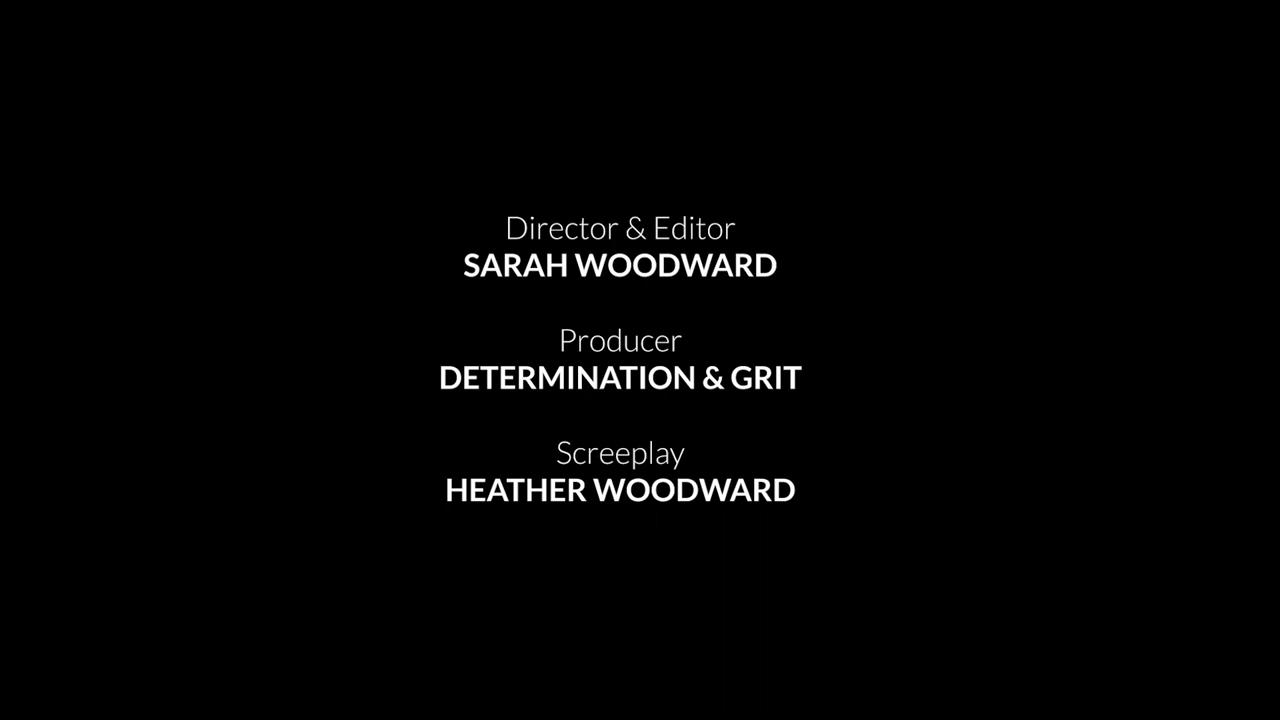 Director & Editor
SARAH WOODWARD
Producer
DETERMINATION & GRIT
Screeplay
HEATHER WOODWARD